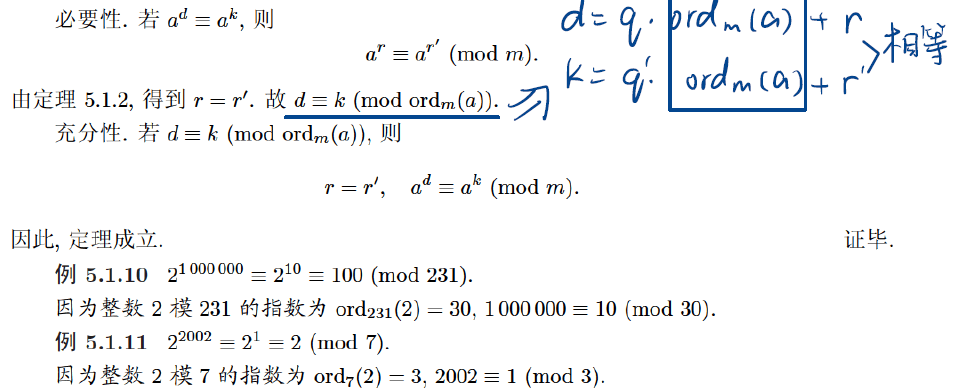 必要性. 若 a^d ≡ a^k, 则
d = q · ord_m(a) + r
a^r ≡ a^{r'} (mod m).
k = q' · ord_m(a) + r'
相等
由定理 5.1.2, 得到 r = r'. 故 d ≡ k (mod ord_m(a)).
充分性. 若 d ≡ k (mod ord_m(a)), 则
r = r', a^d ≡ a^k (mod m).
因此, 定理成立. 证毕.
例 5.1.10 2^{1 000 000} ≡ 2^{10} ≡ 100 (mod 231).
因为整数 2 模 231 的指数为 ord_{231}(2) = 30, 1 000 000 ≡ 10 (mod 30).
例 5.1.11 2^{2002} ≡ 2^1 ≡ 2 (mod 7).
因为整数 2 模 7 的指数为 ord_7(2) = 3, 2002 ≡ 1 (mod 3).